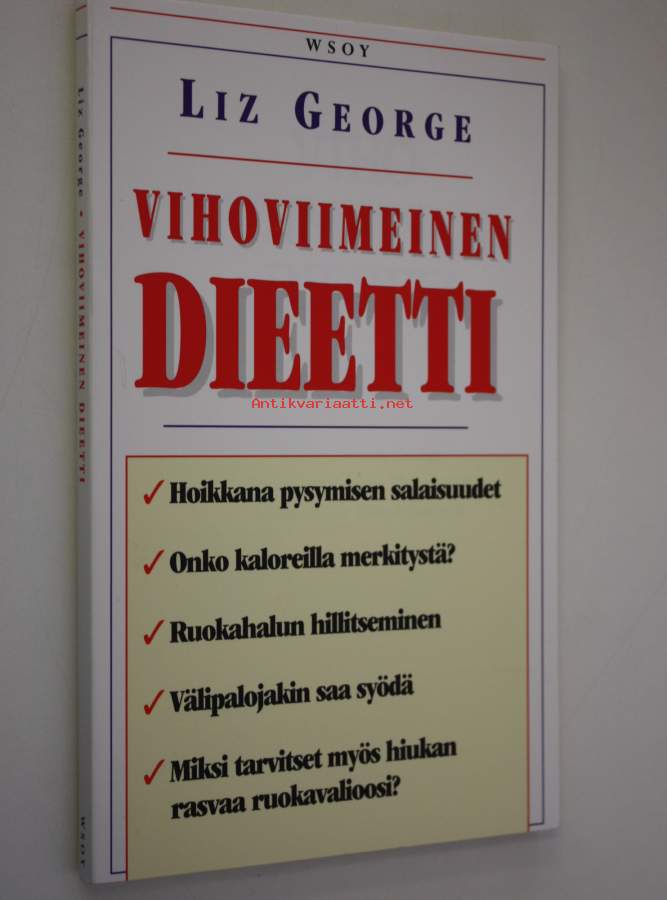 WSOY
LIZ GEORGE
VIHOVIIMEINEN
DIEETTI
Antikvariaatti.net
✓ Hoikkana pysymisen salaisuudet
✓ Onko kaloreilla merkitystä?
✓ Ruokahalun hillitseminen
✓ Välipalojakin saa syödä
✓ Miksi tarvitset myös hiukan
rasvaa ruokavalioosi?
Liz George • VIHOVIIMEINEN DIEETTI
WSOY